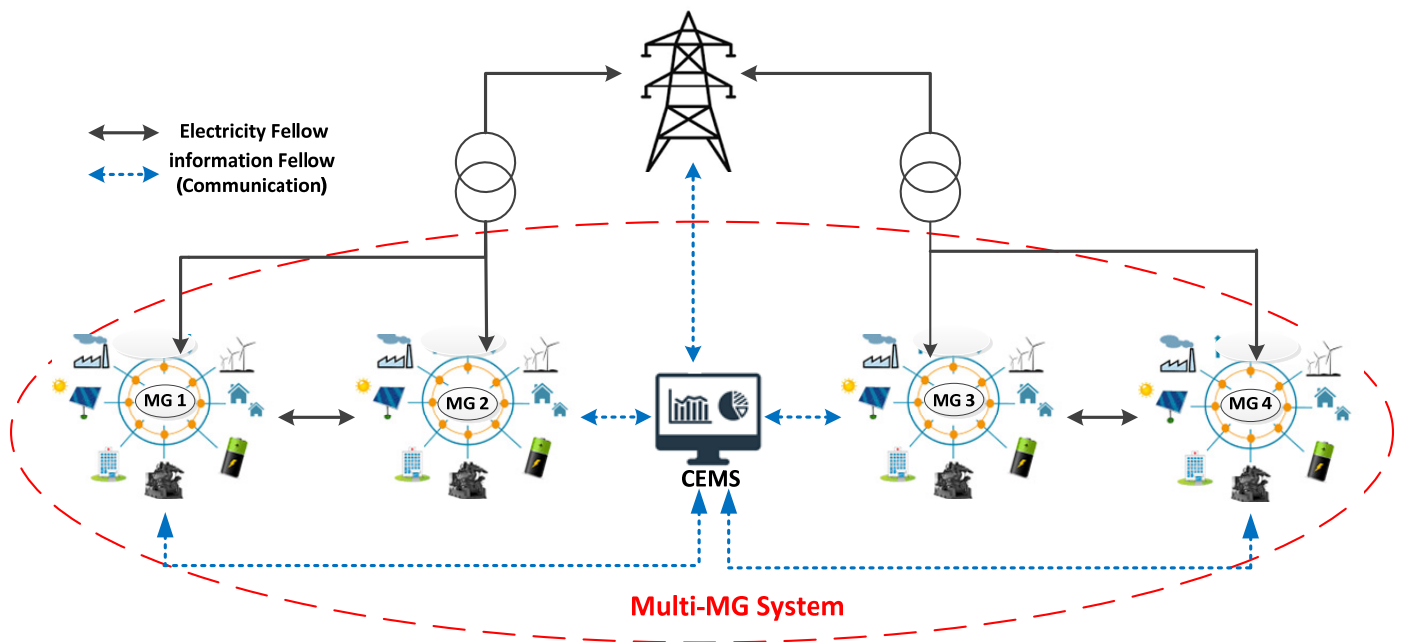 Electricity Fellow
information Fellow
(Communication)
MG 1
MG 2
MG 3
MG 4
CEMS
Multi-MG System